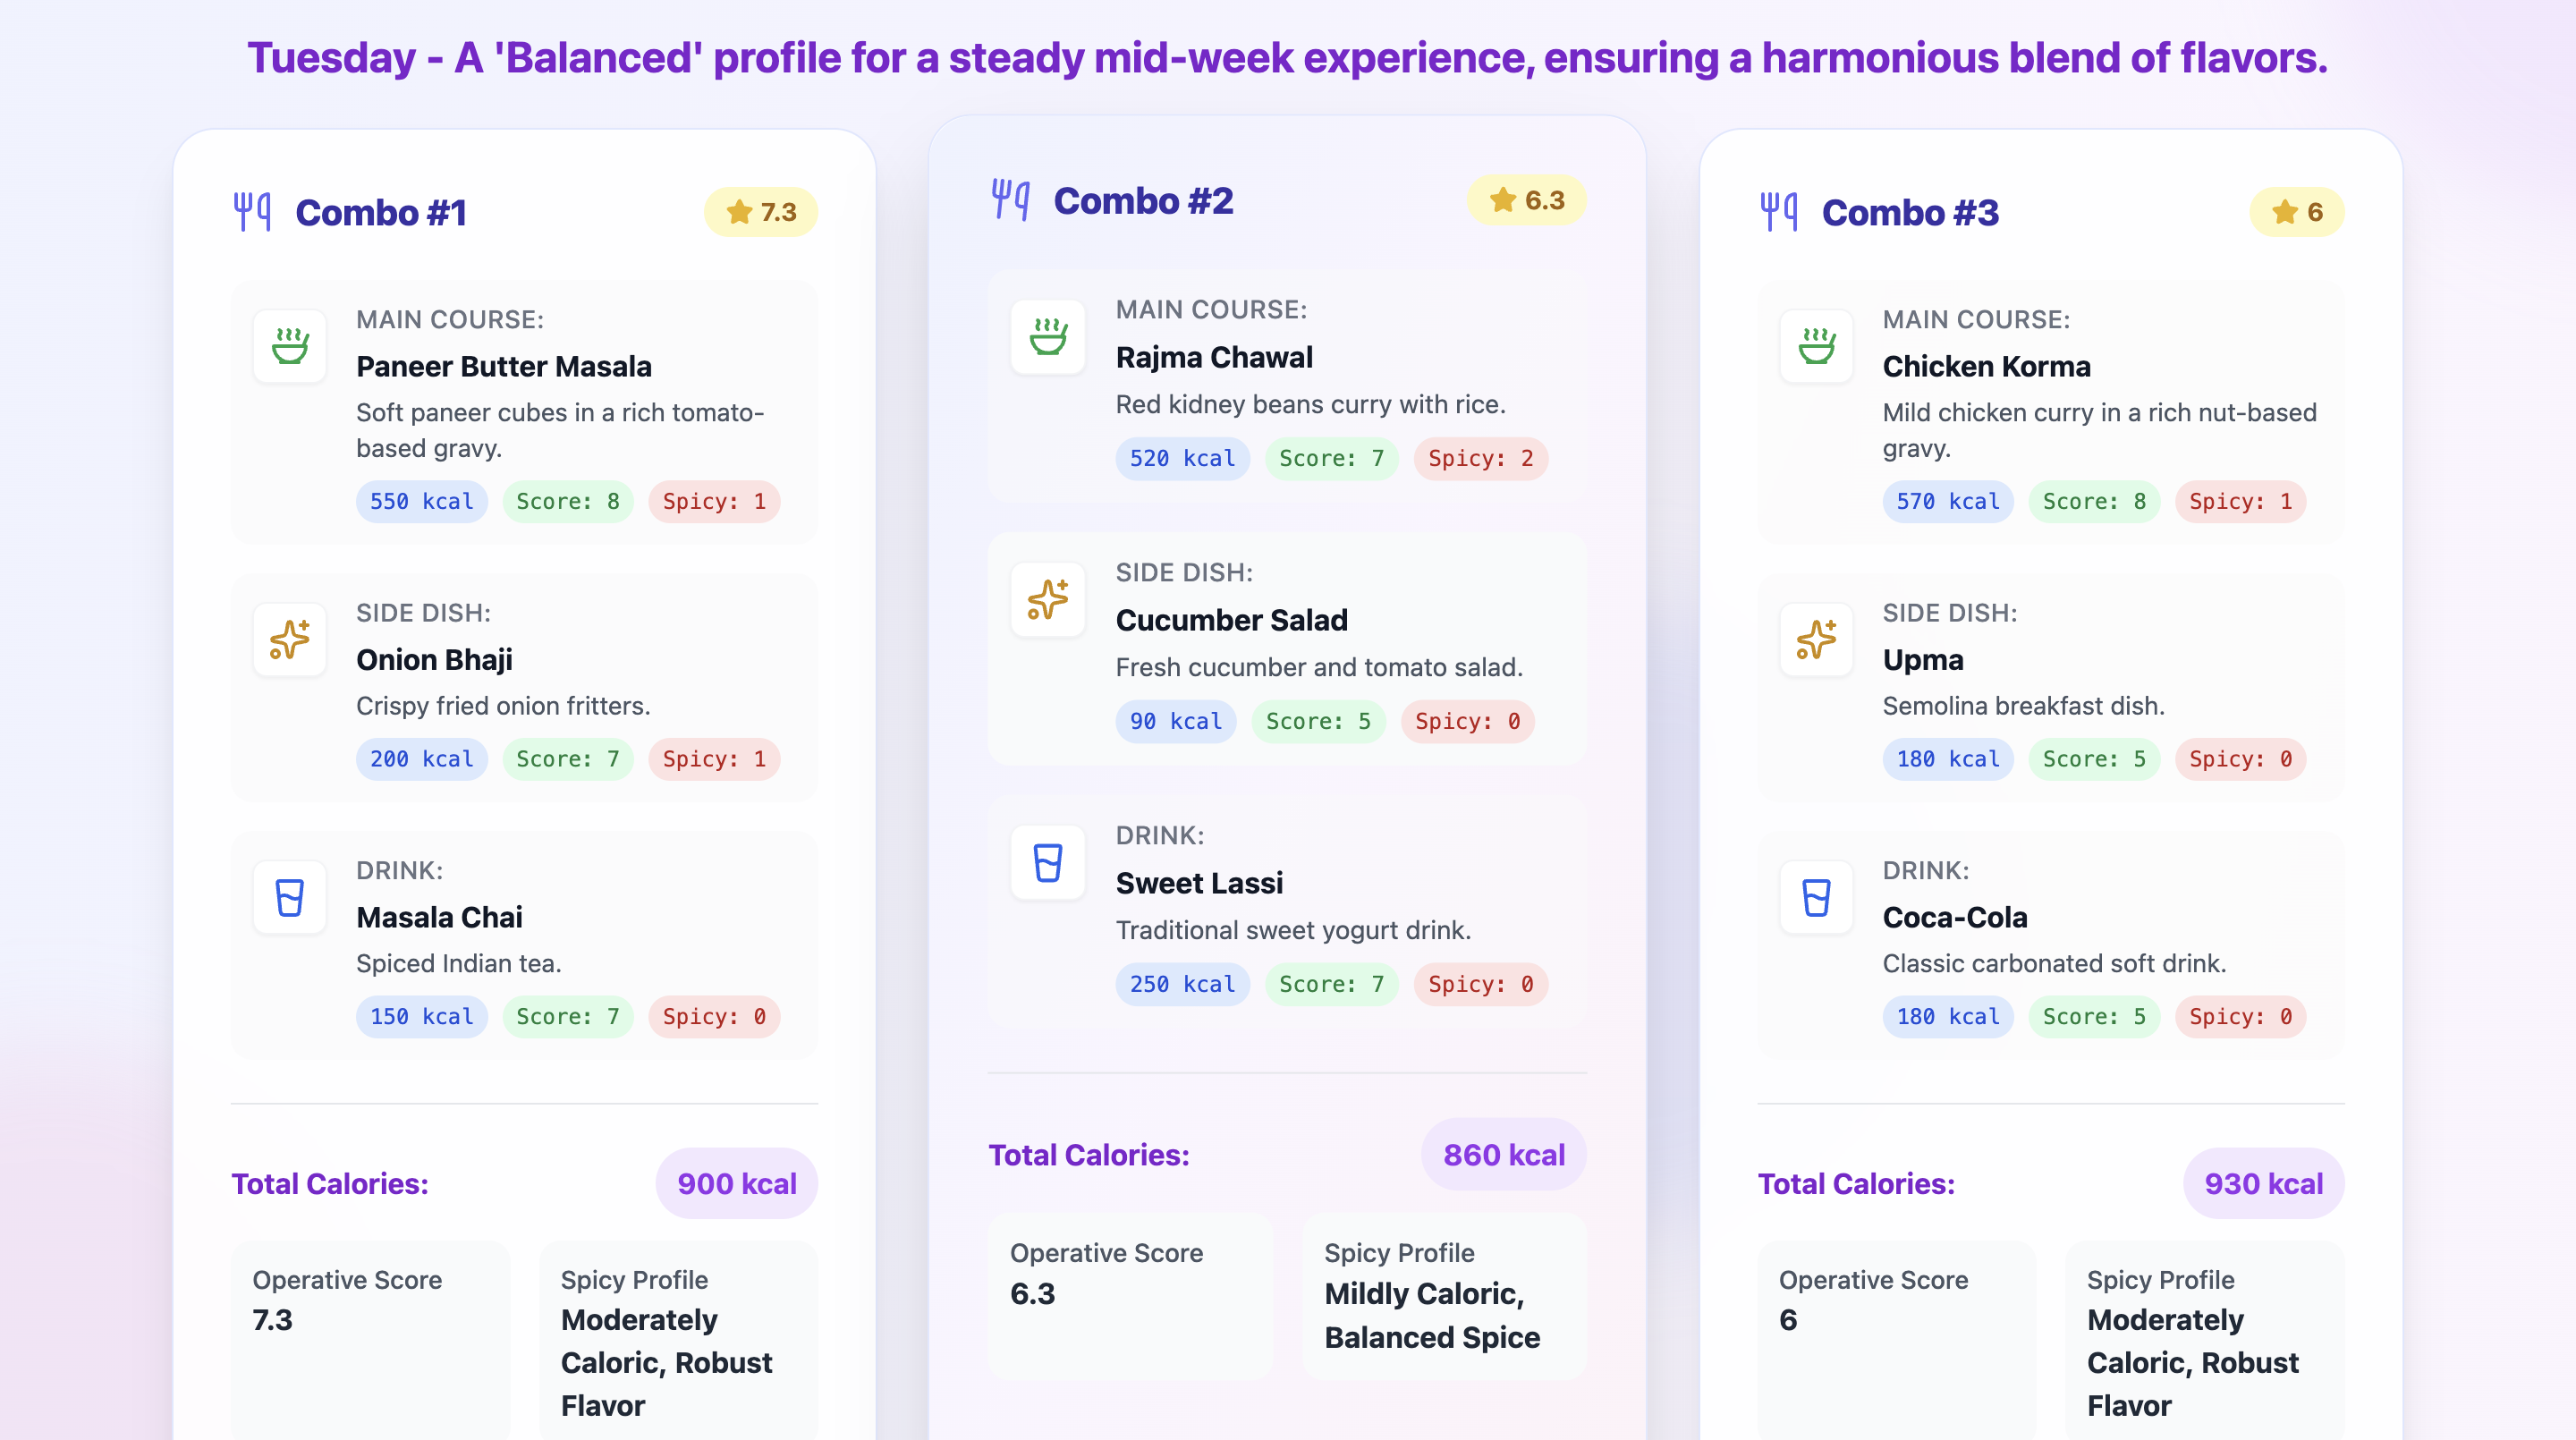 Tuesday - A 'Balanced' profile for a steady mid-week experience, ensuring a harmonious blend of flavors.
Combo #1
7.3
MAIN COURSE:
Paneer Butter Masala
Soft paneer cubes in a rich tomato-
based gravy.
550 kcal
Score: 8
Spicy: 1
SIDE DISH:
Onion Bhaji
Crispy fried onion fritters.
200 kcal
Score: 7
Spicy: 1
DRINK:
Masala Chai
Spiced Indian tea.
150 kcal
Score: 7
Spicy: 0
Total Calories:
900 kcal
Operative Score
7.3
Spicy Profile
Moderately
Caloric, Robust
Flavor
Combo #2
6.3
MAIN COURSE:
Rajma Chawal
Red kidney beans curry with rice.
520 kcal
Score: 7
Spicy: 2
SIDE DISH:
Cucumber Salad
Fresh cucumber and tomato salad.
90 kcal
Score: 5
Spicy: 0
DRINK:
Sweet Lassi
Traditional sweet yogurt drink.
250 kcal
Score: 7
Spicy: 0
Total Calories:
860 kcal
Operative Score
6.3
Spicy Profile
Mildly Caloric,
Balanced Spice
Combo #3
6
MAIN COURSE:
Chicken Korma
Mild chicken curry in a rich nut-based
gravy.
570 kcal
Score: 8
Spicy: 1
SIDE DISH:
Upma
Semolina breakfast dish.
180 kcal
Score: 5
Spicy: 0
DRINK:
Coca-Cola
Classic carbonated soft drink.
180 kcal
Score: 5
Spicy: 0
Total Calories:
930 kcal
Operative Score
6
Spicy Profile
Moderately
Caloric, Robust
Flavor